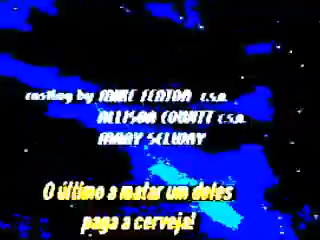 casting by MIKE FENTON c.s.a.
ALLISON COWITT c.s.a.
MARY SELWAY
O último a matar um deles
paga a cerveja!